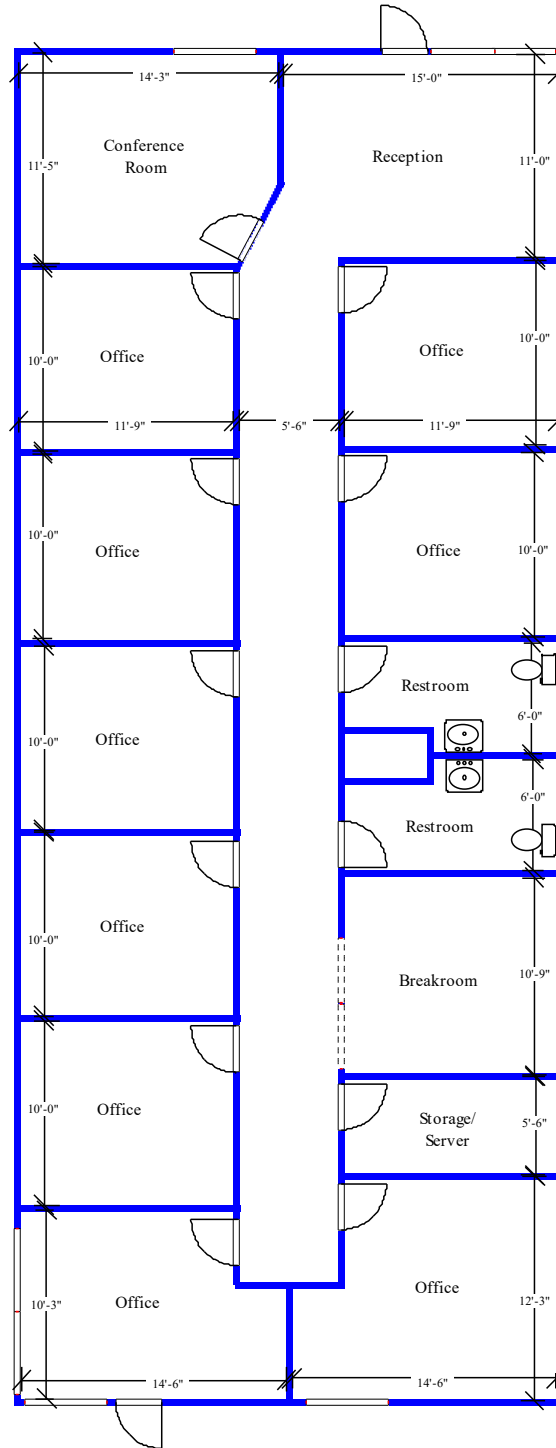 14'-3"
15'-0"
Conference
Room
Reception
11'-5"
11'-0"
Office
Office
10'-0"
10'-0"
11'-9"
5'-6"
11'-9"
10'-0"
Office
Office
10'-0"
Restroom
6'-0"
10'-0"
Office
6'-0"
Restroom
Office
10'-0"
Breakroom
10'-9"
10'-0"
Office
Storage/
Server
5'-6"
Office
Office
10'-3"
12'-3"
14'-6"
14'-6"